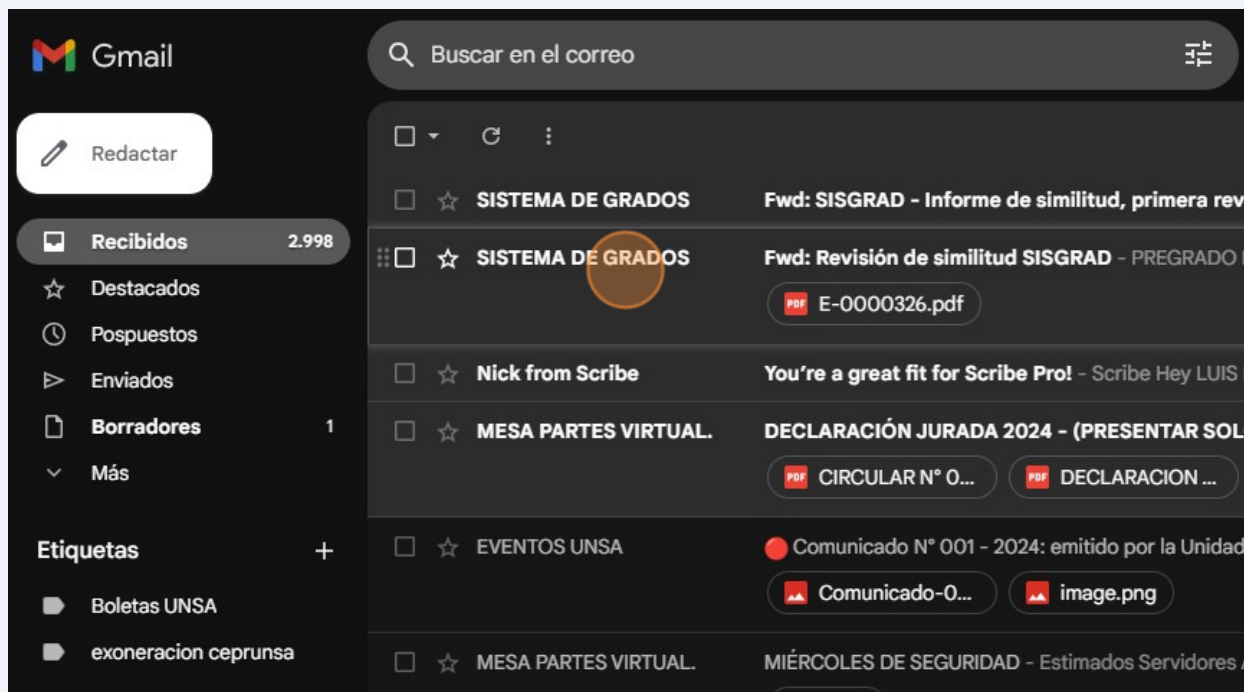 Gmail
Buscar en el correo
Redactar
Recibidos 2.998
Destacados
Pospuestos
Enviados
Borradores 1
Más
Etiquetas +
Boletas UNSA
exoneracion ceprunsa
SISTEMA DE GRADOS Fwd: SISGRAD - Informe de similitud, primera rev
SISTEMA DE GRADOS Fwd: Revisión de similitud SISGRAD - PREGRADO
PDF E-0000326.pdf
Nick from Scribe You're a great fit for Scribe Pro! - Scribe Hey LUIS
MESA PARTES VIRTUAL. DECLARACIÓN JURADA 2024 - (PRESENTAR SOL
PDF CIRCULAR N° 0... PDF DECLARACION ...
EVENTOS UNSA Comunicado N° 001 - 2024: emitido por la Unidad
Comunicado-0... image.png
MESA PARTES VIRTUAL. MIÉRCOLES DE SEGURIDAD - Estimados Servidores